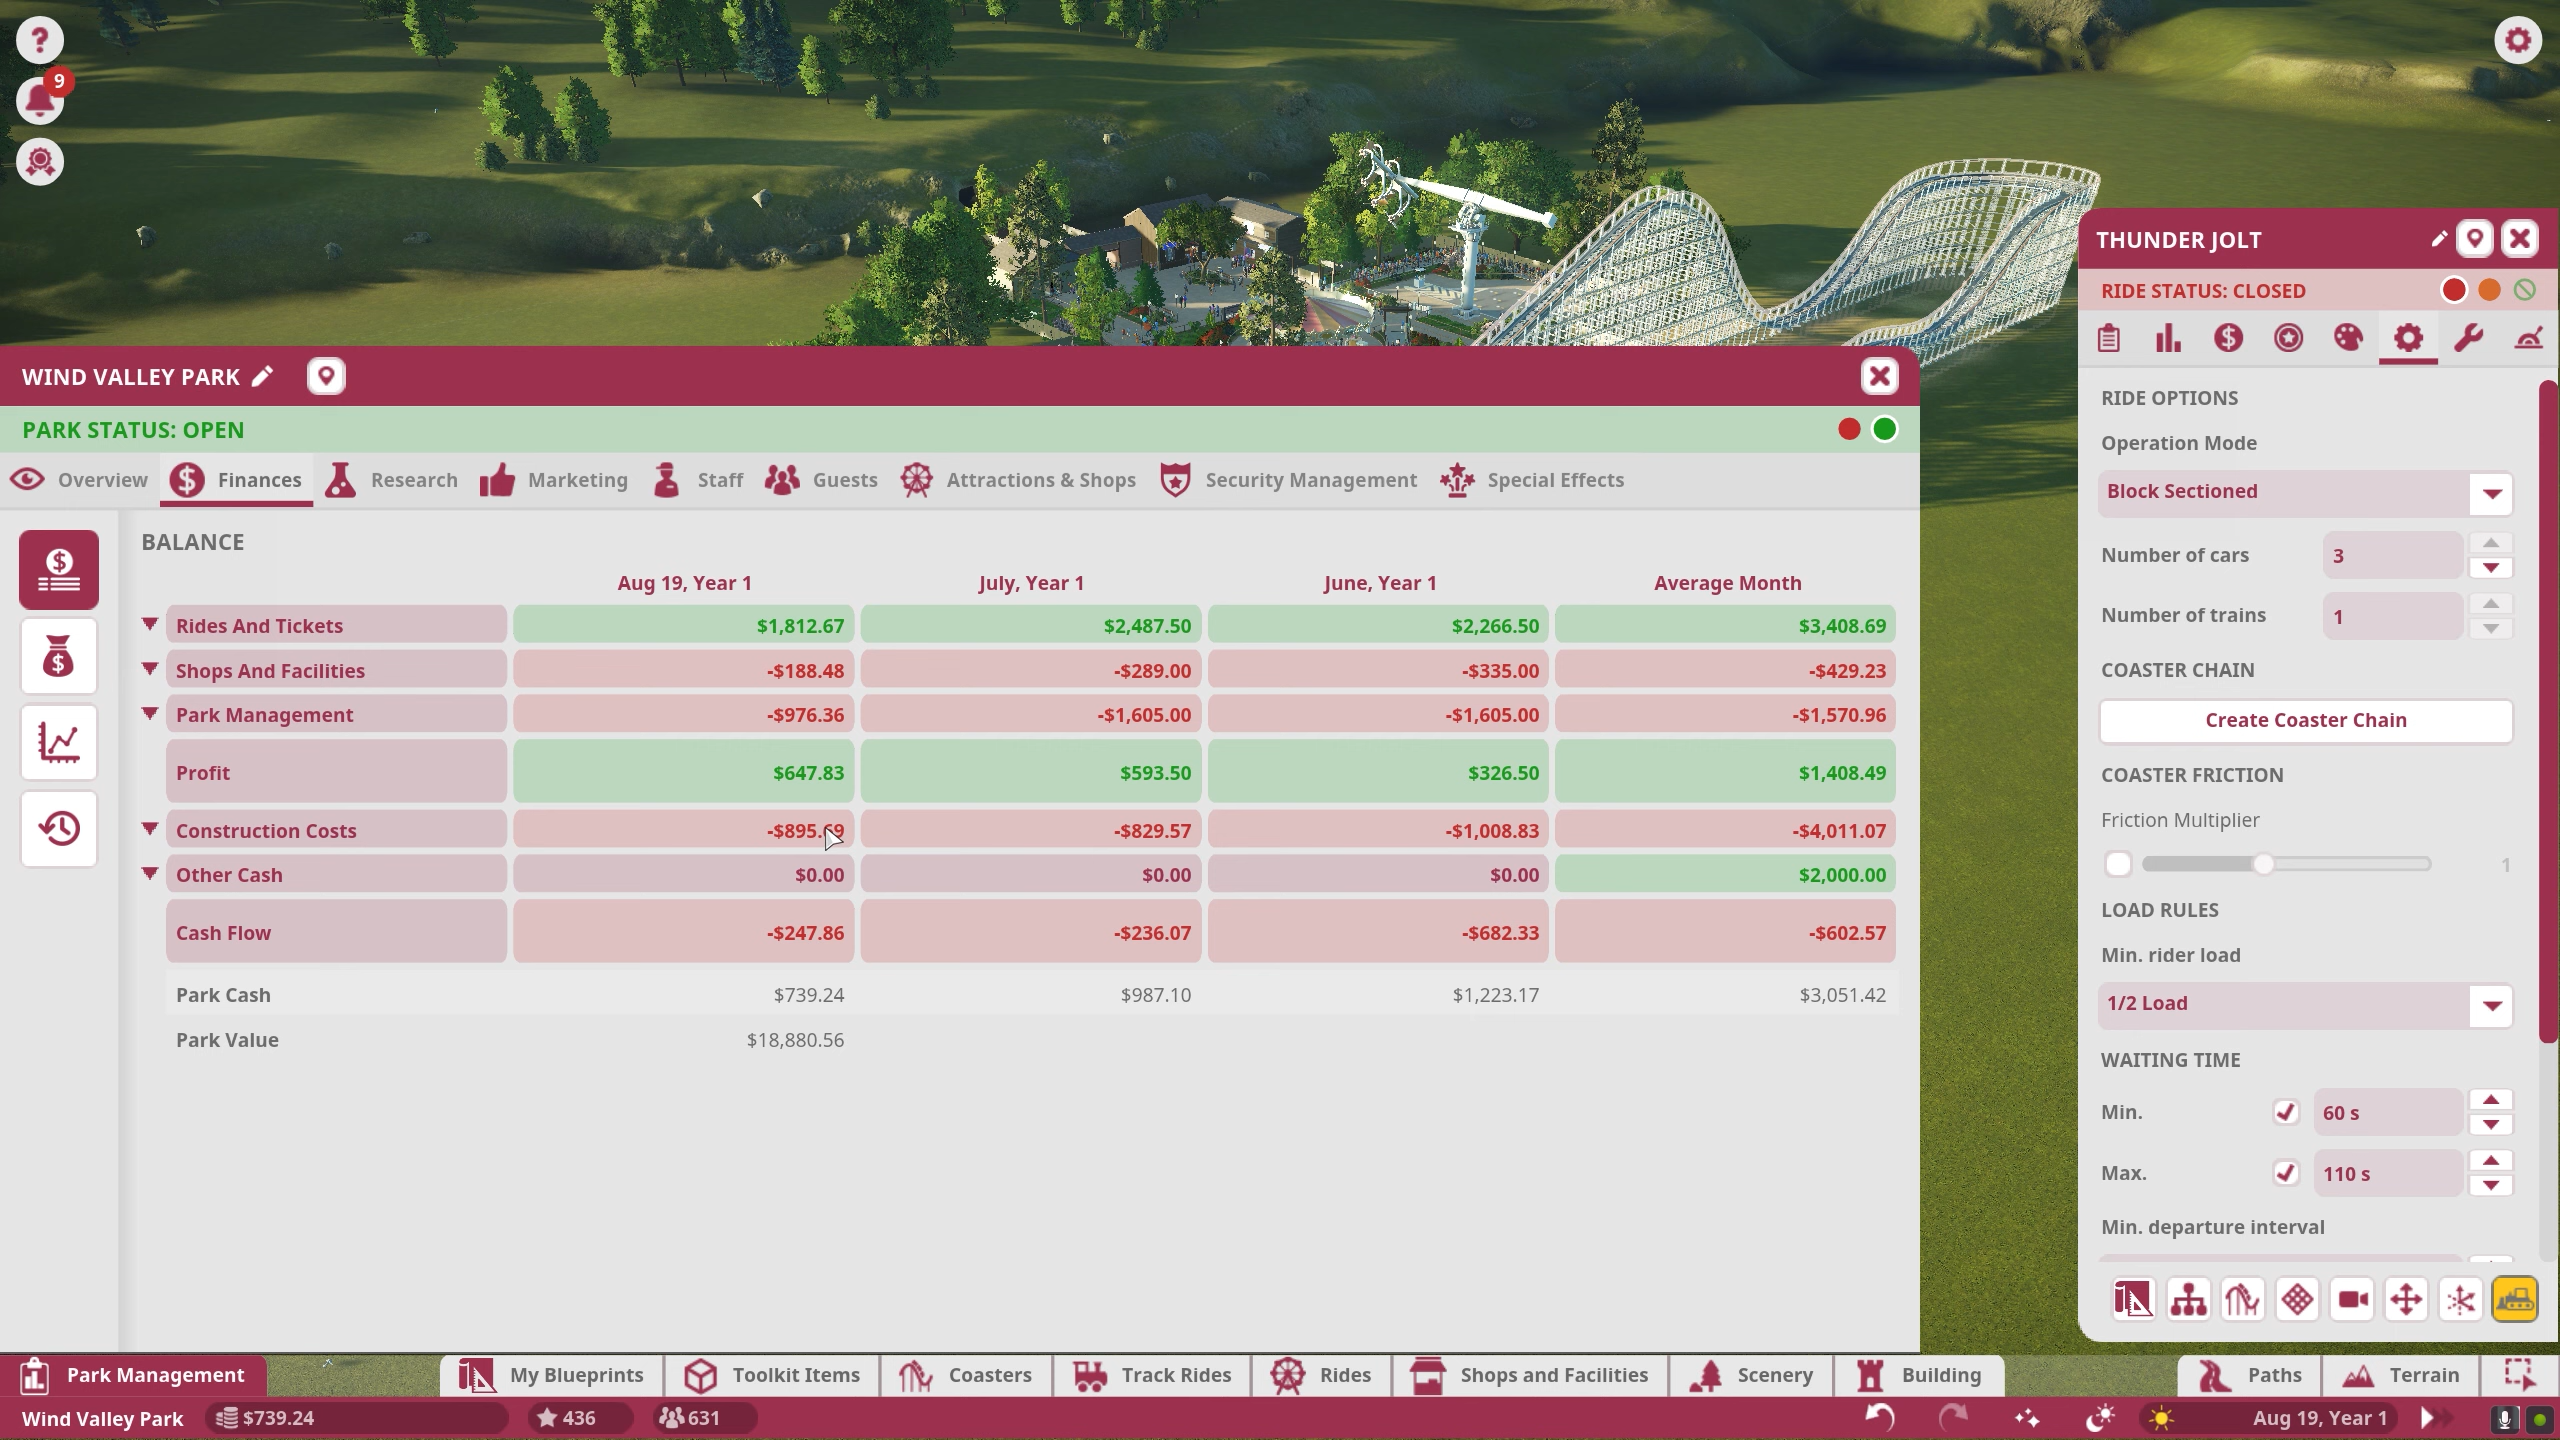 ?
9
THUNDER JOLT
RIDE STATUS: CLOSED
WIND VALLEY PARK
PARK STATUS: OPEN
Overview Finances Research Marketing Staff Guests Attractions & Shops Security Management Special Effects
BALANCE
Aug 19, Year 1 July, Year 1 June, Year 1 Average Month
Rides And Tickets $1,812.67 $2,487.50 $2,266.50 $3,408.69
Shops And Facilities -$188.48 -$289.00 -$335.00 -$429.23
Park Management -$976.36 -$1,605.00 -$1,605.00 -$1,570.96
Profit $647.83 $593.50 $326.50 $1,408.49
Construction Costs -$895.69 -$829.57 -$1,008.83 -$4,011.07
Other Cash $0.00 $0.00 $0.00 $2,000.00
Cash Flow -$247.86 -$236.07 -$682.33 -$602.57
Park Cash $739.24 $987.10 $1,223.17 $3,051.42
Park Value $18,880.56
RIDE OPTIONS
Operation Mode
Block Sectioned
Number of cars 3
Number of trains 1
COASTER CHAIN
Create Coaster Chain
COASTER FRICTION
Friction Multiplier
1
LOAD RULES
Min. rider load
1/2 Load
WAITING TIME
Min. 60 s
Max. 110 s
Min. departure interval
Park Management My Blueprints Toolkit Items Coasters Track Rides Rides Shops and Facilities Scenery Building Paths Terrain
Wind Valley Park $739.24 436 631 Aug 19, Year 1